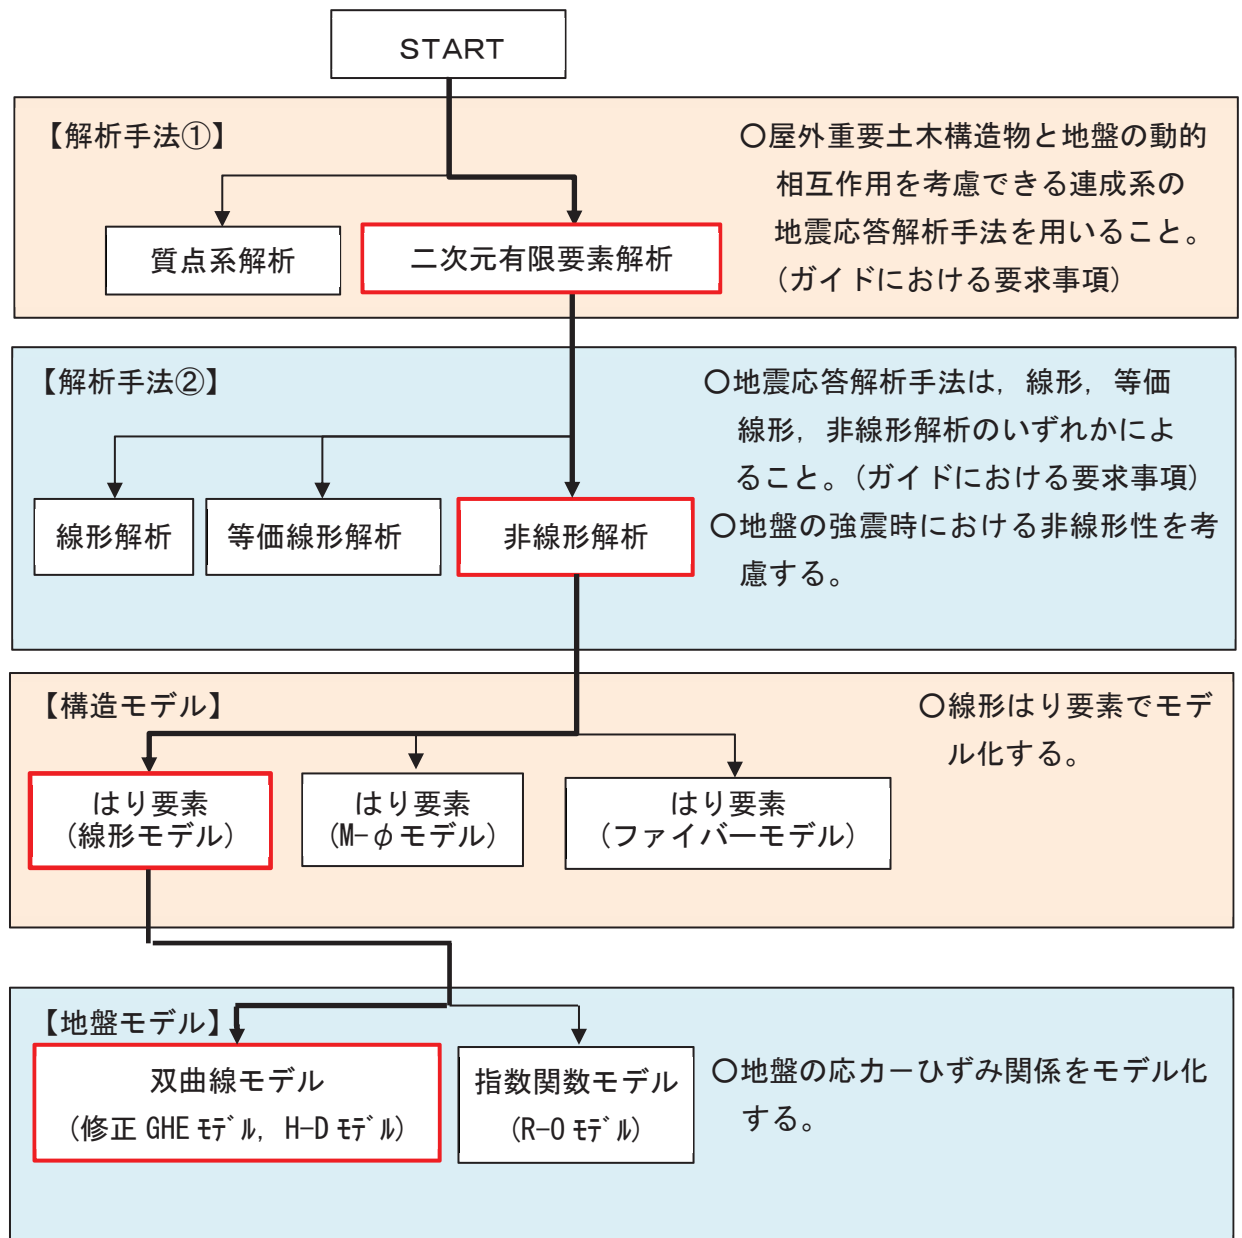 START
【解析手法①】
○屋外重要土木構造物と地盤の動的
相互作用を考慮できる連成系の
地震応答解析手法を用いること。
(ガイドにおける要求事項)
質点系解析
二次元有限要素解析
【解析手法②】
○地震応答解析手法は，線形，等価
線形，非線形解析のいずれかによ
ること。(ガイドにおける要求事項)
○地盤の強震時における非線形性を考
慮する。
線形解析
等価線形解析
非線形解析
【構造モデル】
○線形はり要素でモデ
ル化する。
はり要素
(線形モデル)
はり要素
(M-φモデル)
はり要素
(ファイバーモデル)
【地盤モデル】
双曲線モデル
(修正 GHE ﾓﾃﾞﾙ，H-D ﾓﾃﾞﾙ)
指数関数モデル
(R-O ﾓﾃﾞﾙ)
○地盤の応力－ひずみ関係をモデル化
する。